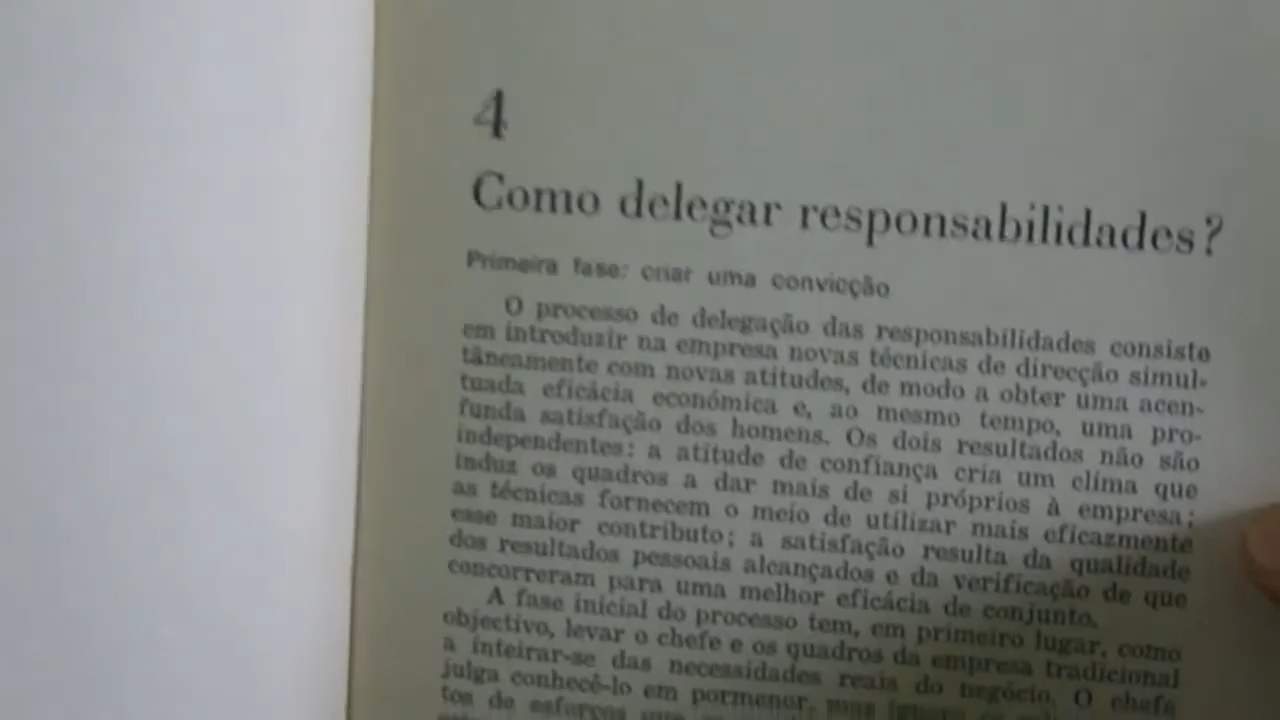 4
Como delegar responsabilidades?
Primeira fase: criar uma convicção
O processo de delegação das responsabilidades consiste
em introduzir na empresa novas técnicas de direcção simul-
tâneamente com novas atitudes, de modo a obter uma acen-
tuada eficácia económica e, ao mesmo tempo, uma pro-
funda satisfação dos homens. Os dois resultados não são
independentes: a atitude de confiança cria um clima que
induz os quadros a dar mais de si próprios à empresa;
as técnicas fornecem o meio de utilizar mais eficazmente
esse maior contributo; a satisfação resulta da qualidade
dos resultados pessoais alcançados e da verificação de que
concorreram para uma melhor eficácia de conjunto.
A fase inicial do processo tem, em primeiro lugar, como
objectivo, levar o chefe e os quadros da empresa tradicional
a inteirar-se das necessidades reais do negócio. O chefe
julga conhecê-lo em pormenor, mas
tos de esforços que